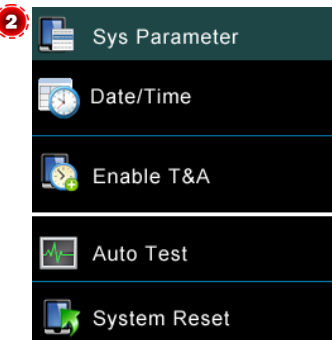 2
Sys Parameter
Date/Time
Enable T&A
Auto Test
System Reset